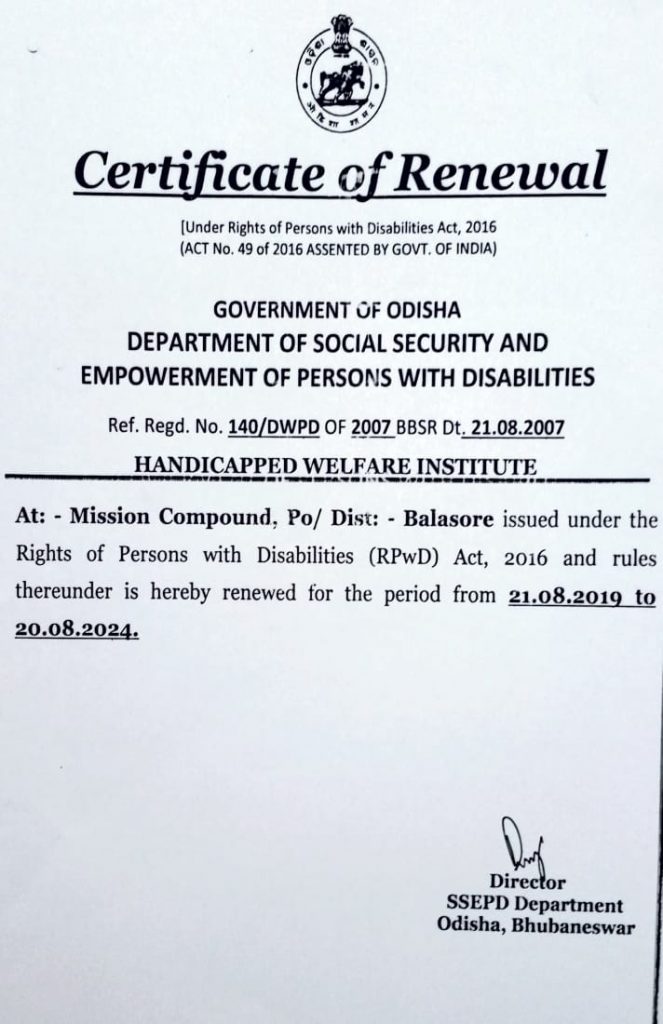 ଓଡ଼ିଶା ଶାସନ
ओड़िशा शासन
Certificate of Renewal
[Under Rights of Persons with Disabilities Act, 2016
(ACT No. 49 of 2016 ASSENTED BY GOVT. OF INDIA)
GOVERNMENT OF ODISHA
DEPARTMENT OF SOCIAL SECURITY AND
EMPOWERMENT OF PERSONS WITH DISABILITIES
Ref. Regd. No. 140/DWPD OF 2007 BBSR Dt. 21.08.2007
HANDICAPPED WELFARE INSTITUTE
At: - Mission Compound, Po/ Dist: - Balasore issued under the
Rights of Persons with Disabilities (RPwD) Act, 2016 and rules
thereunder is hereby renewed for the period from 21.08.2019 to
20.08.2024.
Director
SSEPD Department
Odisha, Bhubaneswar